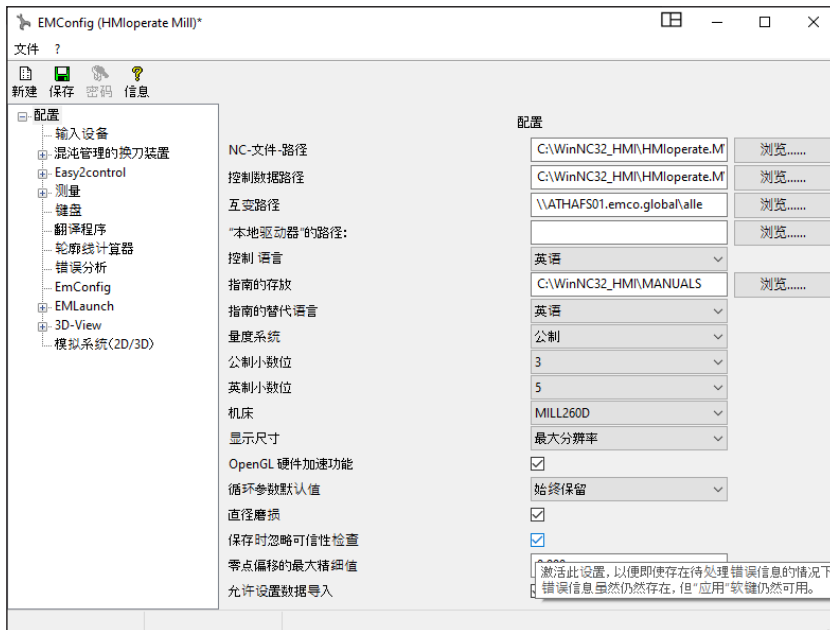 EMConfig (HMIoperate Mill)*
文件 ?
新建 保存 密码 信息
配置
输入设备
混沌管理的换刀装置
Easy2control
测量
键盘
翻译程序
轮廓线计算器
错误分析
EmConfig
EMLaunch
3D-View
模拟系统(2D/3D)
配置
NC-文件-路径 C:\WinNC32_HMI\HMIoperate.M 浏览......
控制数据路径 C:\WinNC32_HMI\HMIoperate.M 浏览......
互变路径 \\ATHAFS01.emco.global\alle 浏览......
"本地驱动器"的路径: 浏览......
控制 语言 英语
指南的存放 C:\WinNC32_HMI\MANUALS 浏览......
指南的替代语言 英语
量度系统 公制
公制小数位 3
英制小数位 5
机床 MILL260D
显示尺寸 最大分辨率
OpenGL 硬件加速功能
循环参数默认值 始终保留
直径磨损
保存时忽略可信性检查
零点偏移的最大精细值
允许设置数据导入
激活此设置, 以便即使存在待处理错误信息的情况下
错误信息虽然仍然存在, 但"应用"软键仍然可用。